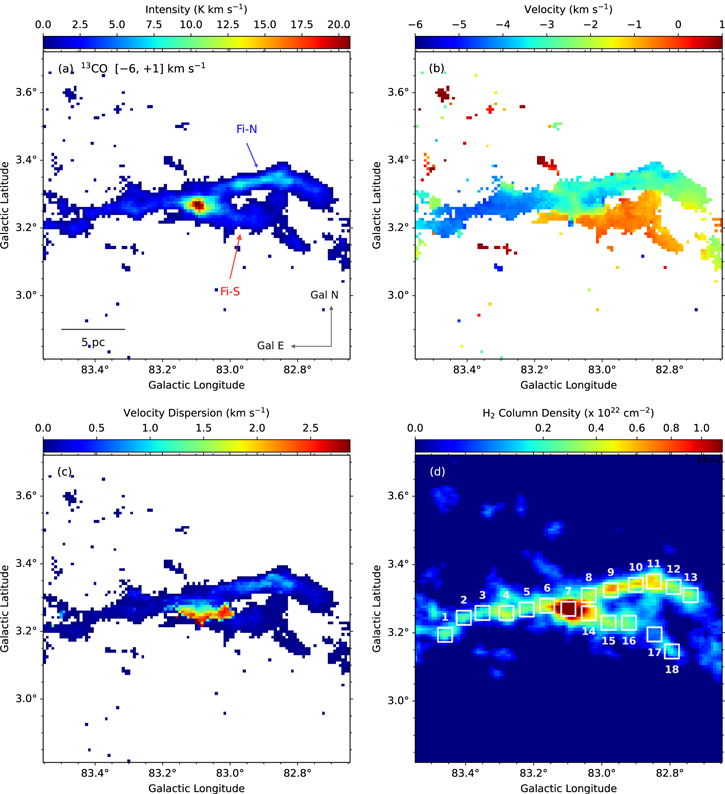 Intensity (K km s⁻¹)
0.0 2.5 5.0 7.5 10.0 12.5 15.0 17.5 20.0
(a) ¹³CO [−6, +1] km s⁻¹
Fi-N
Fi-S
Gal N
Gal E
5 pc
3.6°
3.4°
3.2°
3.0°
Galactic Latitude
83.4° 83.2° 83.0° 82.8°
Galactic Longitude
Velocity (km s⁻¹)
−6 −5 −4 −3 −2 −1 0 1
(b)
3.6°
3.4°
3.2°
3.0°
Galactic Latitude
83.4° 83.2° 83.0° 82.8°
Galactic Longitude
Velocity Dispersion (km s⁻¹)
0.0 0.5 1.0 1.5 2.0 2.5
(c)
3.6°
3.4°
3.2°
3.0°
Galactic Latitude
83.4° 83.2° 83.0° 82.8°
Galactic Longitude
H₂ Column Density (x 10²² cm⁻²)
0.0 0.2 0.4 0.6 0.8 1.0
(d)
1 2 3 4 5 6 7 8 9 10 11 12 13
14 15 16 17 18
3.6°
3.4°
3.2°
3.0°
Galactic Latitude
83.4° 83.2° 83.0° 82.8°
Galactic Longitude